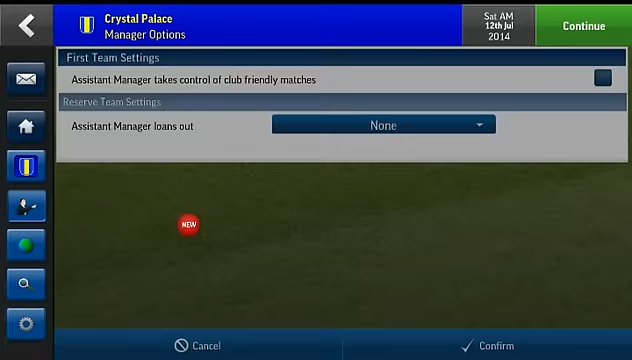 Crystal Palace
Manager Options
Sat AM
12th Jul
2014
Continue
First Team Settings
Assistant Manager takes control of club friendly matches
Reserve Team Settings
Assistant Manager loans out
None
NEW
Cancel
Confirm